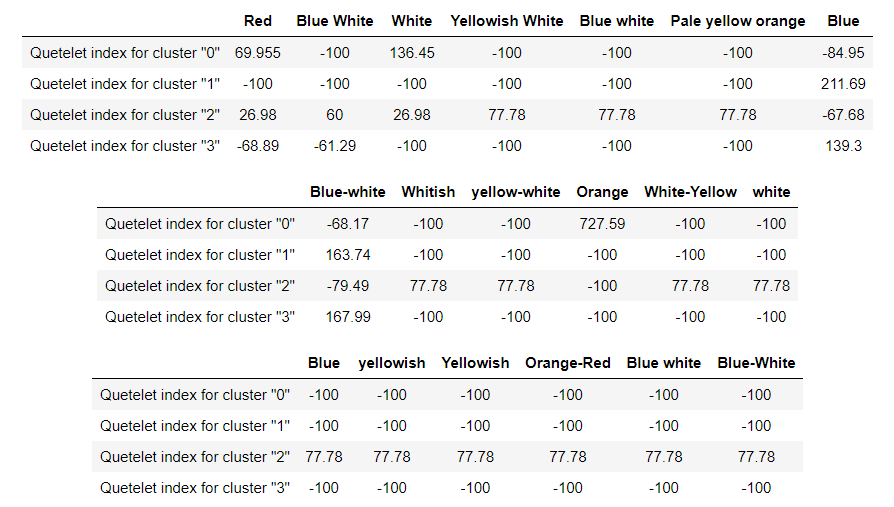 Red Blue White White Yellowish White Blue white Pale yellow orange Blue
Quetelet index for cluster "0" 69.955 -100 136.45 -100 -100 -100 -84.95
Quetelet index for cluster "1" -100 -100 -100 -100 -100 -100 211.69
Quetelet index for cluster "2" 26.98 60 26.98 77.78 77.78 77.78 -67.68
Quetelet index for cluster "3" -68.89 -61.29 -100 -100 -100 -100 139.3
Blue-white Whitish yellow-white Orange White-Yellow white
Quetelet index for cluster "0" -68.17 -100 -100 727.59 -100 -100
Quetelet index for cluster "1" 163.74 -100 -100 -100 -100 -100
Quetelet index for cluster "2" -79.49 77.78 77.78 -100 77.78 77.78
Quetelet index for cluster "3" 167.99 -100 -100 -100 -100 -100
Blue yellowish Yellowish Orange-Red Blue white Blue-White
Quetelet index for cluster "0" -100 -100 -100 -100 -100 -100
Quetelet index for cluster "1" -100 -100 -100 -100 -100 -100
Quetelet index for cluster "2" 77.78 77.78 77.78 77.78 77.78 77.78
Quetelet index for cluster "3" -100 -100 -100 -100 -100 -100